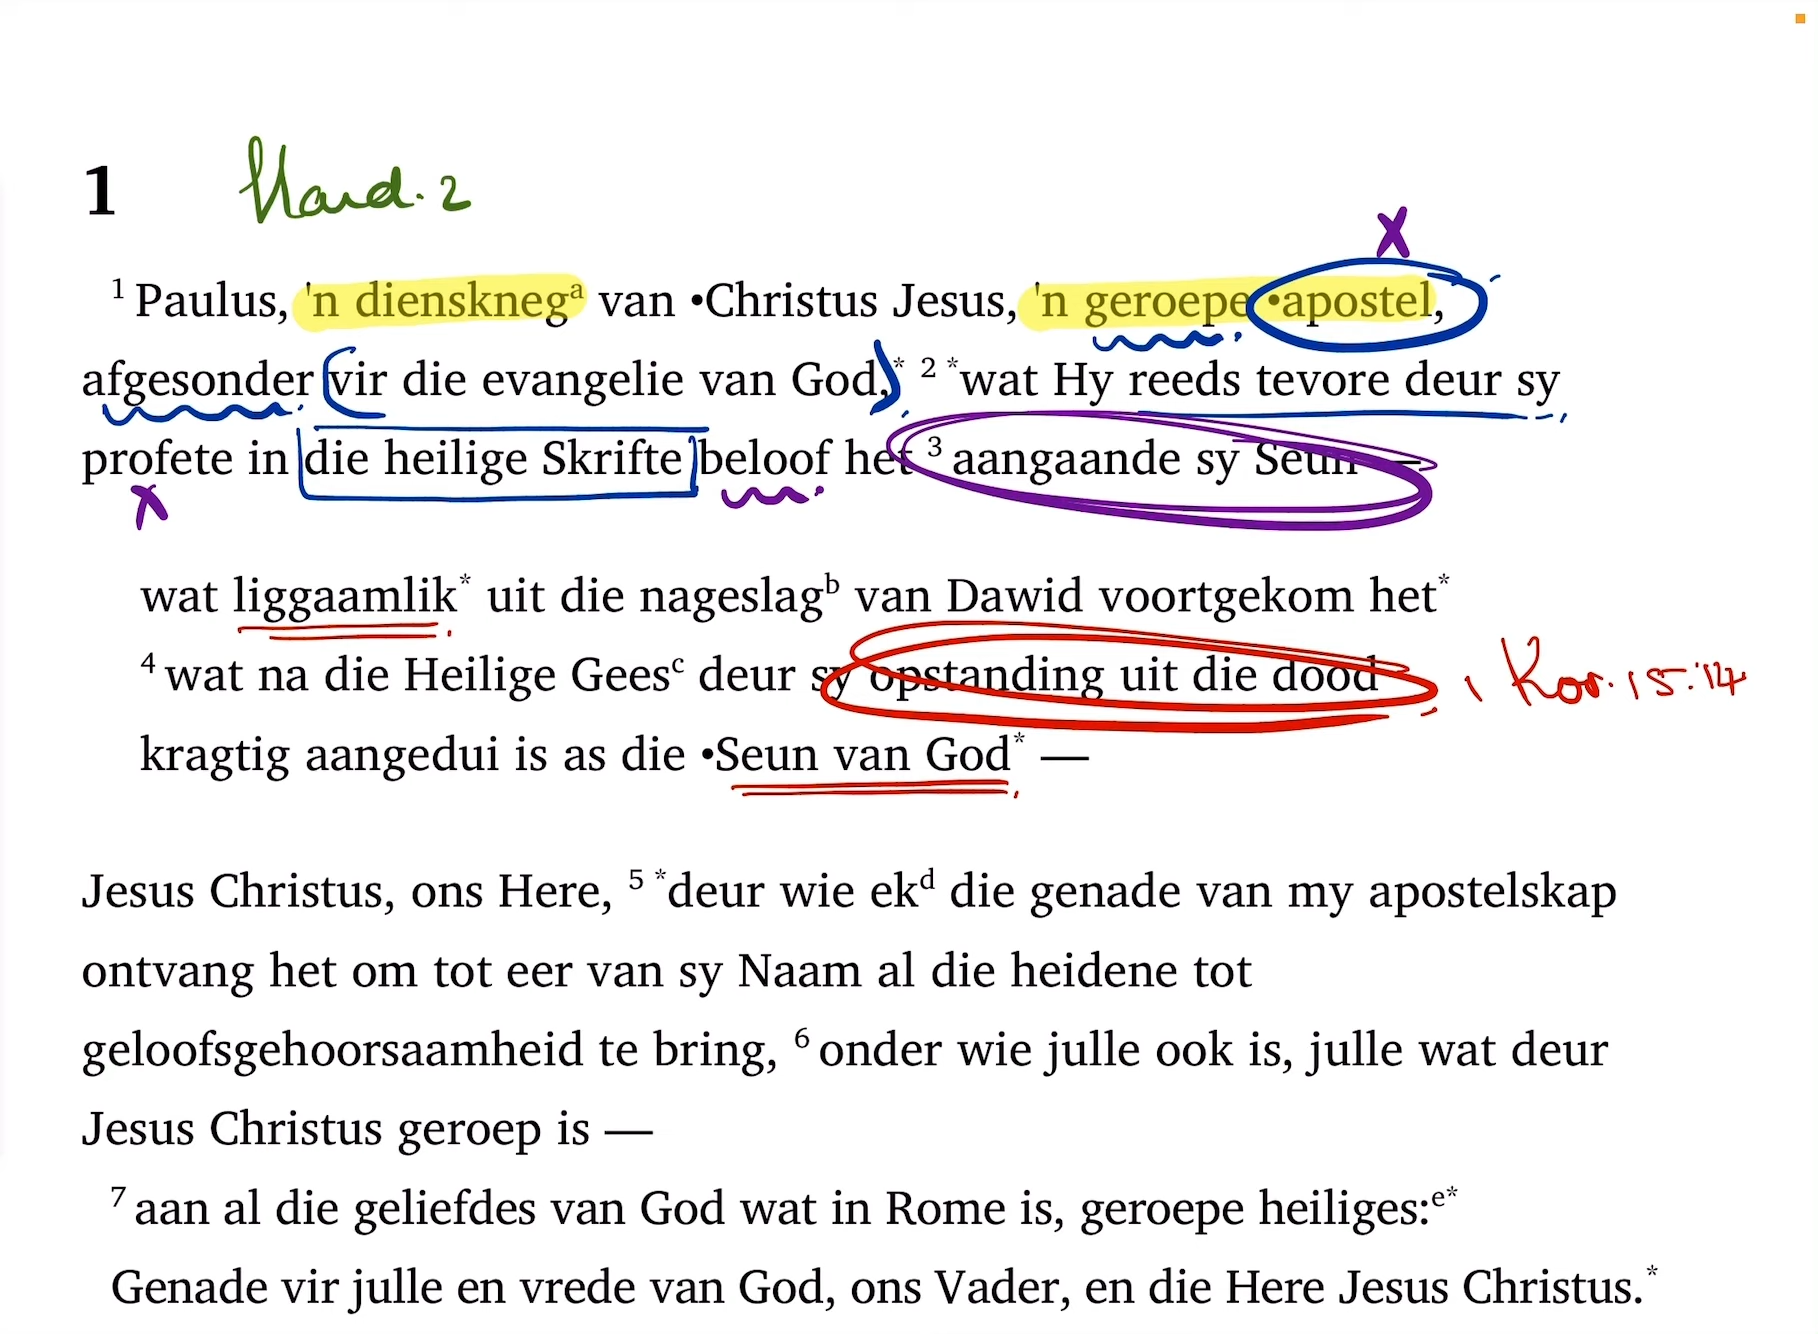 1 Hand. 2
1 Paulus, 'n diensknegᵃ van •Christus Jesus, 'n geroepe •apostel,
afgesonder vir die evangelie van God,* 2 *wat Hy reeds tevore deur sy
profete in die heilige Skrifte beloof het 3 aangaande sy Seun —
wat liggaamlik* uit die nageslagᵇ van Dawid voortgekom het*
4 wat na die Heilige Geesᶜ deur sy opstanding uit die dood 1 Kor. 15:14
kragtig aangedui is as die •Seun van God* —
Jesus Christus, ons Here, 5 *deur wie ekᵈ die genade van my apostelskap
ontvang het om tot eer van sy Naam al die heidene tot
geloofsgehoorsaamheid te bring, 6 onder wie julle ook is, julle wat deur
Jesus Christus geroep is —
7 aan al die geliefdes van God wat in Rome is, geroepe heiliges:ᵉ*
Genade vir julle en vrede van God, ons Vader, en die Here Jesus Christus.*